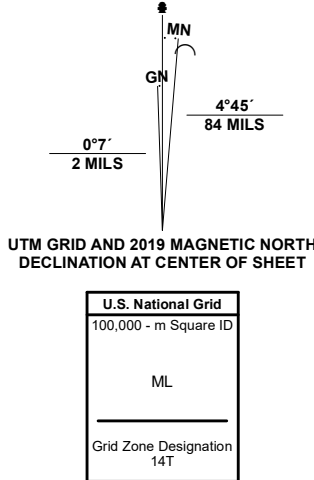 MN
GN
4°45´
84 MILS
0°7´
2 MILS
UTM GRID AND 2019 MAGNETIC NORTH
DECLINATION AT CENTER OF SHEET
U.S. National Grid
100,000 - m Square ID
ML
Grid Zone Designation
14T